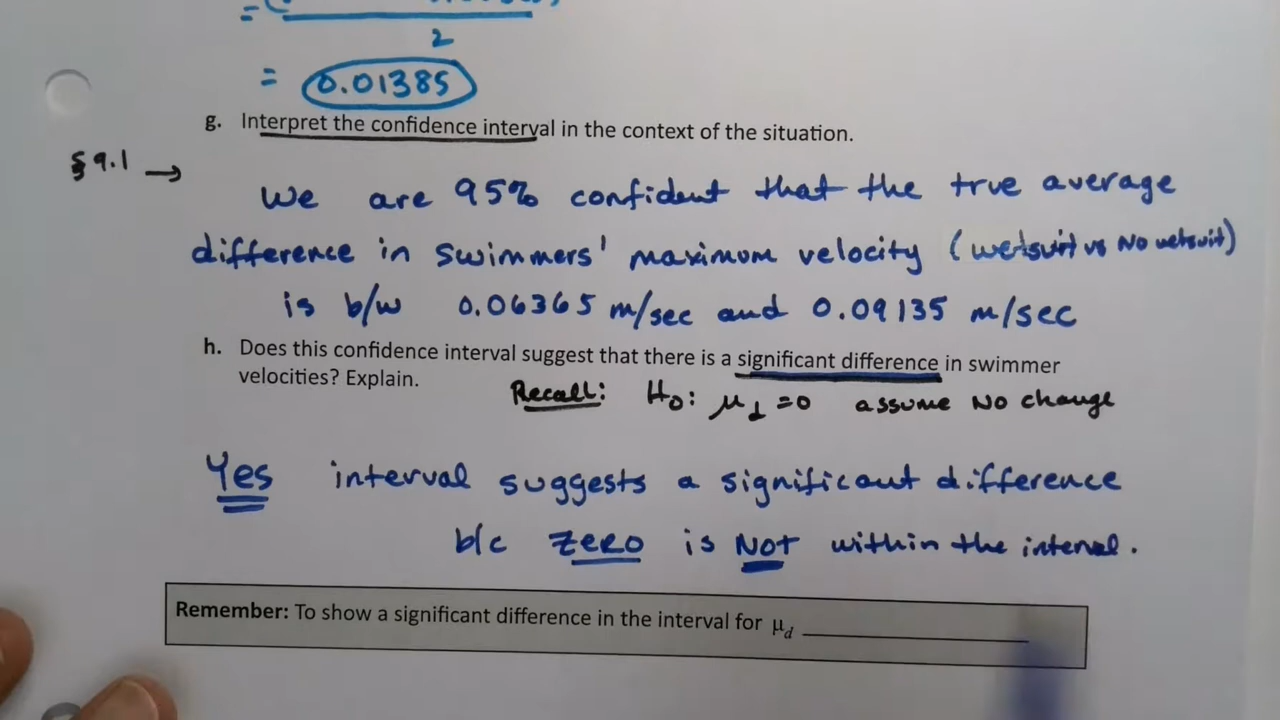 2
= 0.01385
g. Interpret the confidence interval in the context of the situation.
§ 9.1 →
We are 95% confident that the true average
difference in swimmers' maximum velocity (wetsuit vs No wetsuit)
is b/w 0.06365 m/sec and 0.09135 m/sec
h. Does this confidence interval suggest that there is a significant difference in swimmer
velocities? Explain.
Recall: H₀: μd = 0 assume No change
Yes interval suggests a significant difference
b/c zero is NOT within the interval.
Remember: To show a significant difference in the interval for μd ____________________